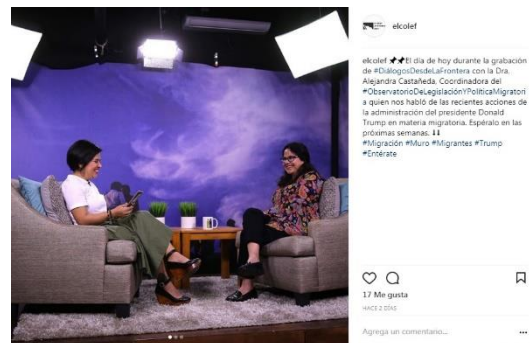 elcolef
elcolef El día de hoy durante la grabación
de #DiálogosDesdeLaFrontera con la Dra.
Alejandra Castañeda, Coordinadora del
#ObservatorioDeLegislaciónYPolíticaMigratori
a quien nos habló de las recientes acciones de
la administración del presidente Donald
Trump en materia migratoria. Espéralo en las
próximas semanas.
#Migración #Muro #Migrantes #Trump
#Entérate
17 Me gusta
HACE 2 DÍAS
Agrega un comentario...